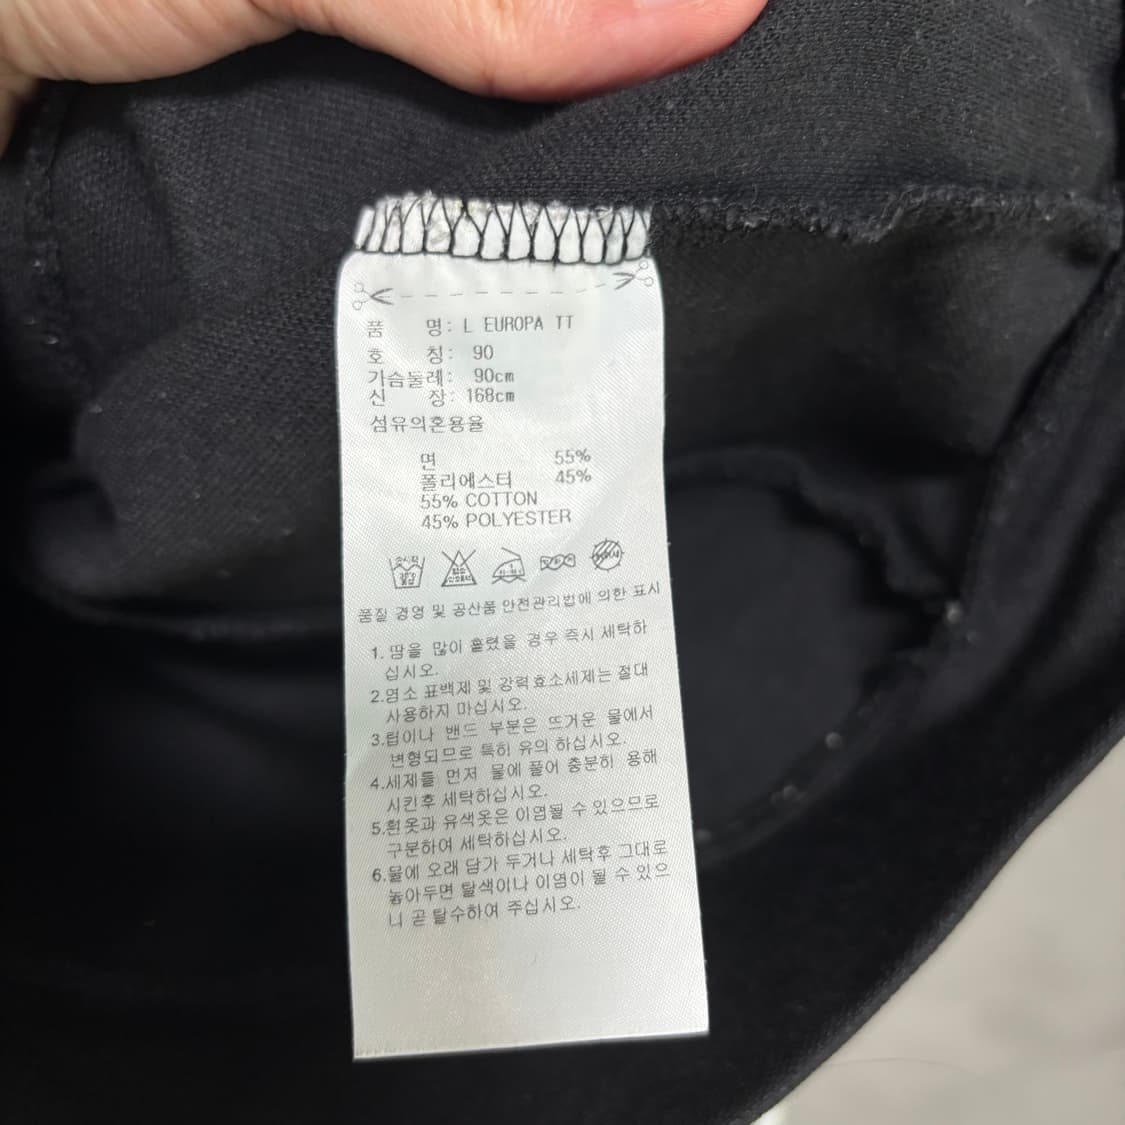 품 명: L EUROPA TT
호 칭: 90
가슴둘레: 90cm
신 장: 168cm
섬유의혼용율
면 55%
폴리에스터 45%
55% COTTON
45% POLYESTER
품질 경영 및 공산품 안전관리법에 의한 표시
1. 땀을 많이 흘렸을 경우 즉시 세탁하
십시오.
2.염소 표백제 및 강력효소세제는 절대
사용하지 마십시오.
3.립이나 밴드 부분은 뜨거운 물에서
변형되므로 특히 유의 하십시오.
4.세제를 먼저 물에 풀어 충분히 용해
시킨후 세탁하십시오.
5.흰옷과 유색옷은 이염될 수 있으므로
구분하여 세탁하십시오.
6.물에 오래 담가 두거나 세탁후 그대로
놓아두면 탈색이나 이염이 될 수 있으
니 곧 탈수하여 주십시오.